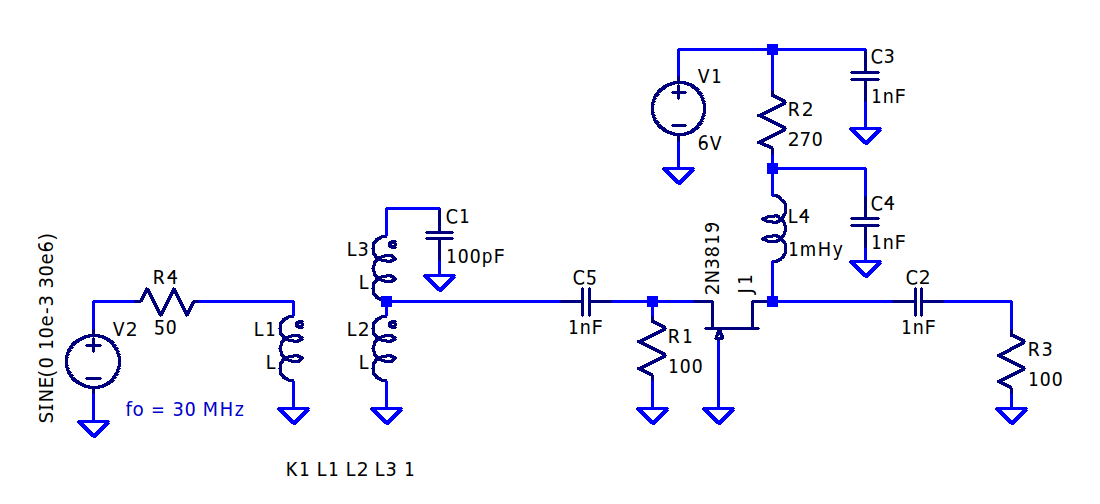 C3
V1
1nF
R2
6V
270
C4
L4
C1
1nF
1mHy
L3
100pF
2N3819
J1
L
R4
C5
C2
SINE(0 10e-3 30e6)
V2
50
L1
L2
1nF
R1
1nF
R3
L
L
100
100
fo = 30 MHz
K1 L1 L2 L3 1